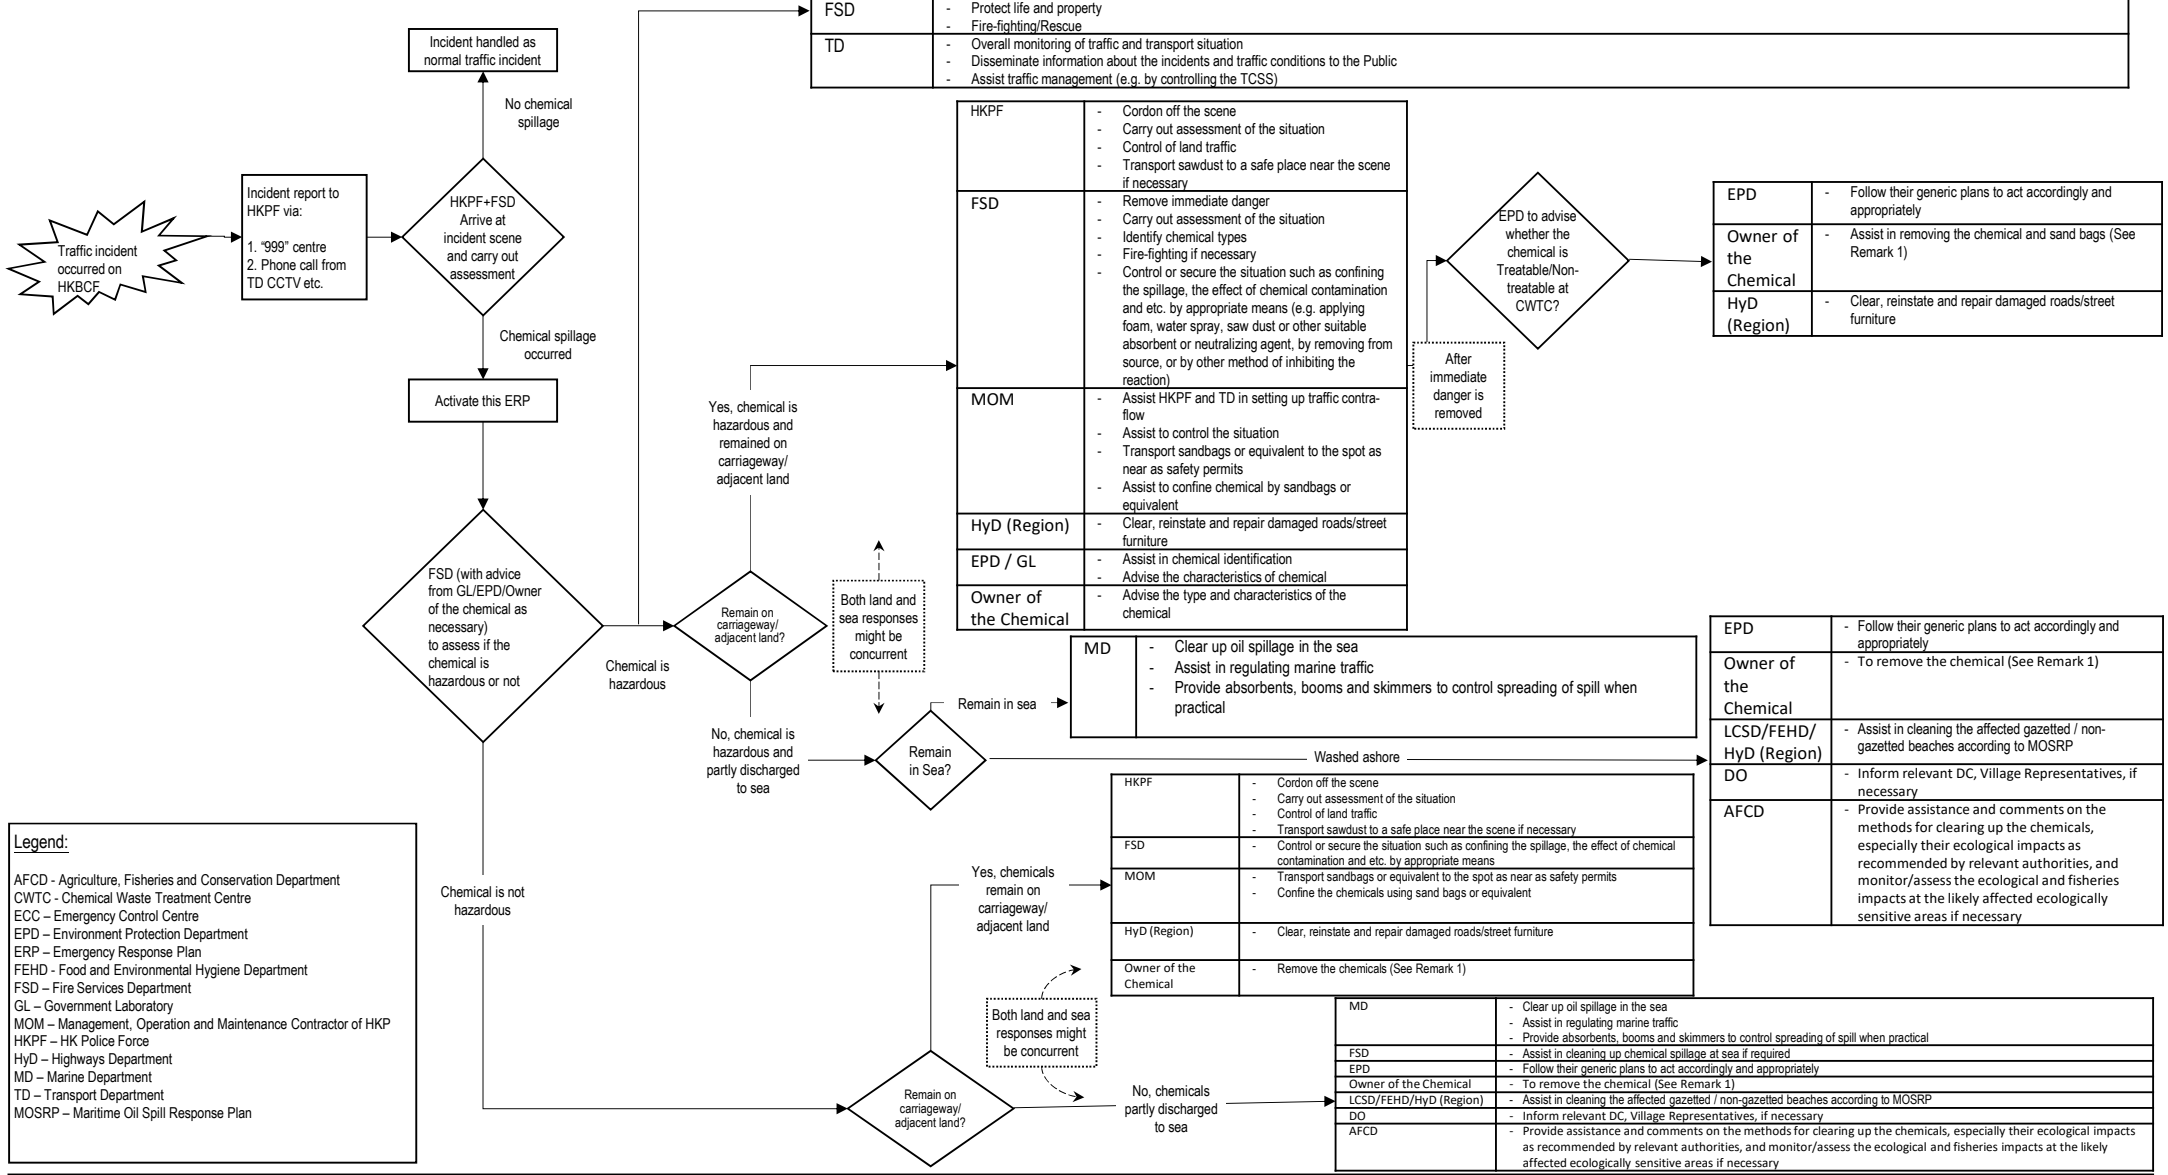 FSD
- Protect life and property
- Fire-fighting/Rescue
TD
- Overall monitoring of traffic and transport situation
- Disseminate information about the incidents and traffic conditions to the Public
- Assist traffic management (e.g. by controlling the TCSS)
Incident handled as
normal traffic incident
No chemical
spillage
Traffic incident
occurred on
HKBCF
Incident report to
HKPF via:
1. “999” centre
2. Phone call from
TD CCTV etc.
HKPF+FSD
Arrive at
incident scene
and carry out
assessment
Chemical spillage
occurred
Activate this ERP
FSD (with advice
from GL/EPD/Owner
of the chemical as
necessary)
to assess if the
chemical is
hazardous or not
Chemical is
hazardous
Remain on
carriageway/
adjacent land?
Yes, chemical is
hazardous and
remained on
carriageway/
adjacent land
Both land and
sea responses
might be
concurrent
No, chemical is
hazardous and
partly discharged
to sea
HKPF
- Cordon off the scene
- Carry out assessment of the situation
- Control of land traffic
- Transport sawdust to a safe place near the scene
if necessary
FSD
- Remove immediate danger
- Carry out assessment of the situation
- Identify chemical types
- Fire-fighting if necessary
- Control or secure the situation such as confining
the spillage, the effect of chemical contamination
and etc. by appropriate means (e.g. applying
foam, water spray, saw dust or other suitable
absorbent or neutralizing agent, by removing from
source, or by other method of inhibiting the
reaction)
MOM
- Assist HKPF and TD in setting up traffic contra-
flow
- Assist to control the situation
- Transport sandbags or equivalent to the spot as
near as safety permits
- Assist to confine chemical by sandbags or
equivalent
HyD (Region)
- Clear, reinstate and repair damaged roads/street
furniture
EPD / GL
- Assist in chemical identification
- Advise the characteristics of chemical
Owner of
the Chemical
- Advise the type and characteristics of the
chemical
After
immediate
danger is
removed
EPD to advise
whether the
chemical is
Treatable/Non-
treatable at
CWTC?
EPD
- Follow their generic plans to act accordingly and
appropriately
Owner of
the
Chemical
- Assist in removing the chemical and sand bags (See
Remark 1)
HyD
(Region)
- Clear, reinstate and repair damaged roads/street
furniture
Remain
in Sea?
Remain in sea
MD
- Clear up oil spillage in the sea
- Assist in regulating marine traffic
- Provide absorbents, booms and skimmers to control spreading of spill when
practical
Washed ashore
EPD
- Follow their generic plans to act accordingly and
appropriately
Owner of
the
Chemical
- To remove the chemical (See Remark 1)
LCSD/FEHD/
HyD (Region)
- Assist in cleaning the affected gazetted / non-
gazetted beaches according to MOSRP
DO
- Inform relevant DC, Village Representatives, if
necessary
AFCD
- Provide assistance and comments on the
methods for clearing up the chemicals,
especially their ecological impacts as
recommended by relevant authorities, and
monitor/assess the ecological and fisheries
impacts at the likely affected ecologically
sensitive areas if necessary
Chemical is not
hazardous
Remain on
carriageway/
adjacent land?
Yes, chemicals
remain on
carriageway/
adjacent land
HKPF
- Cordon off the scene
- Carry out assessment of the situation
- Control of land traffic
- Transport sawdust to a safe place near the scene if necessary
FSD
- Control or secure the situation such as confining the spillage, the effect of chemical
contamination and etc. by appropriate means
MOM
- Transport sandbags or equivalent to the spot as near as safety permits
- Confine the chemicals using sand bags or equivalent
HyD (Region)
- Clear, reinstate and repair damaged roads/street furniture
Owner of the
Chemical
- Remove the chemicals (See Remark 1)
Both land and sea
responses might
be concurrent
No, chemicals
partly discharged
to sea
MD
- Clear up oil spillage in the sea
- Assist in regulating marine traffic
- Provide absorbents, booms and skimmers to control spreading of spill when practical
FSD
- Assist in cleaning up chemical spillage at sea if required
EPD
- Follow their generic plans to act accordingly and appropriately
Owner of the Chemical
- To remove the chemical (See Remark 1)
LCSD/FEHD/HyD (Region)
- Assist in cleaning the affected gazetted / non-gazetted beaches according to MOSRP
DO
- Inform relevant DC, Village Representatives, if necessary
AFCD
- Provide assistance and comments on the methods for clearing up the chemicals, especially their ecological impacts
as recommended by relevant authorities, and monitor/assess the ecological and fisheries impacts at the likely
affected ecologically sensitive areas if necessary
Legend:
AFCD - Agriculture, Fisheries and Conservation Department
CWTC - Chemical Waste Treatment Centre
ECC – Emergency Control Centre
EPD – Environment Protection Department
ERP – Emergency Response Plan
FEHD – Food and Environmental Hygiene Department
FSD – Fire Services Department
GL – Government Laboratory
MOM – Management, Operation and Maintenance Contractor of HKP
HKPF – HK Police Force
HyD – Highways Department
MD – Marine Department
TD – Transport Department
MOSRP – Maritime Oil Spill Response Plan